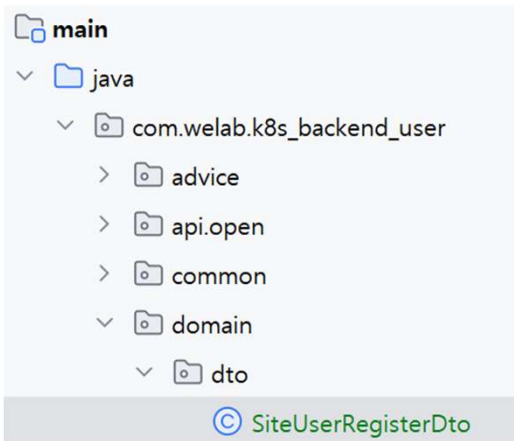 main
java
com.welab.k8s_backend_user
advice
api.open
common
domain
dto
SiteUserRegisterDto